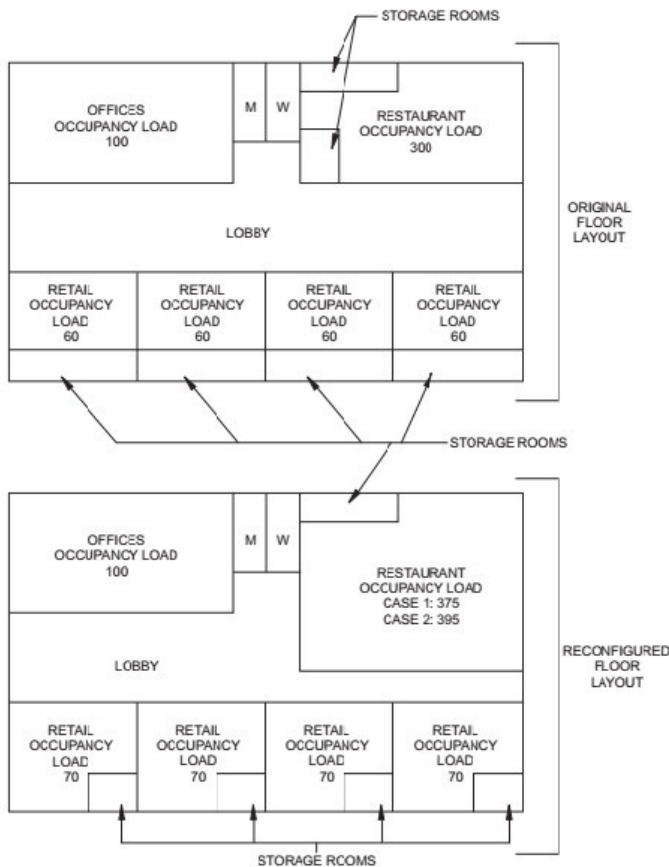 STORAGE ROOMS
OFFICES
OCCUPANCY LOAD
100
M
W
RESTAURANT
OCCUPANCY LOAD
300
LOBBY
ORIGINAL
FLOOR
LAYOUT
RETAIL
OCCUPANCY
LOAD
60
RETAIL
OCCUPANCY
LOAD
60
RETAIL
OCCUPANCY
LOAD
60
RETAIL
OCCUPANCY
LOAD
60
STORAGE ROOMS
OFFICES
OCCUPANCY LOAD
100
M
W
RESTAURANT
OCCUPANCY LOAD
CASE 1: 375
CASE 2: 395
LOBBY
RECONFIGURED
FLOOR
LAYOUT
RETAIL
OCCUPANCY
LOAD
70
RETAIL
OCCUPANCY
LOAD
70
RETAIL
OCCUPANCY
LOAD
70
RETAIL
OCCUPANCY
LOAD
70
STORAGE ROOMS